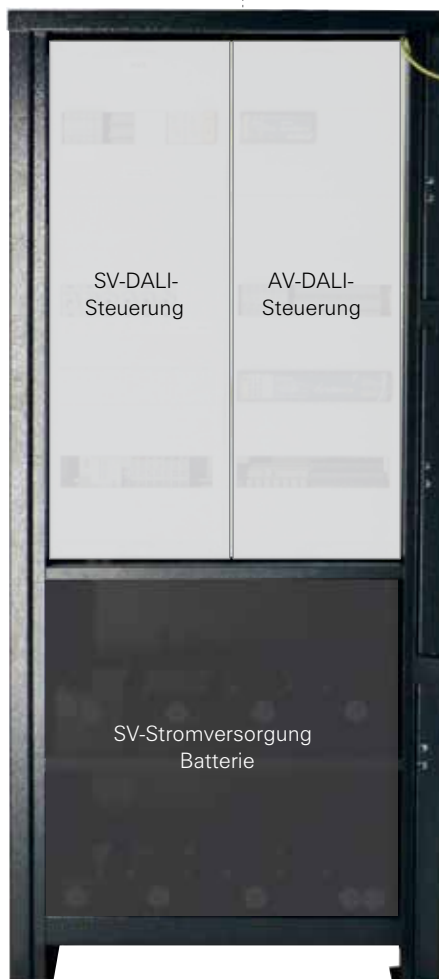 SV-DALI-
Steuerung
AV-DALI-
Steuerung
SV-Stromversorgung
Batterie